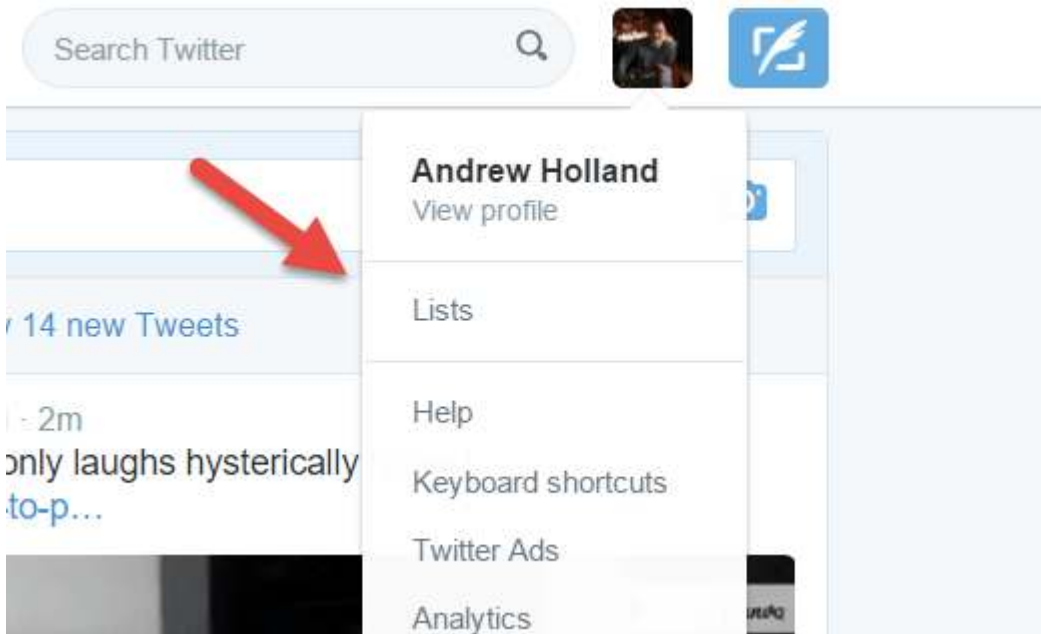 Search Twitter
Andrew Holland
View profile
Lists
14 new Tweets
Help
· 2m
only laughs hysterically
Keyboard shortcuts
to-p…
Twitter Ads
Analytics